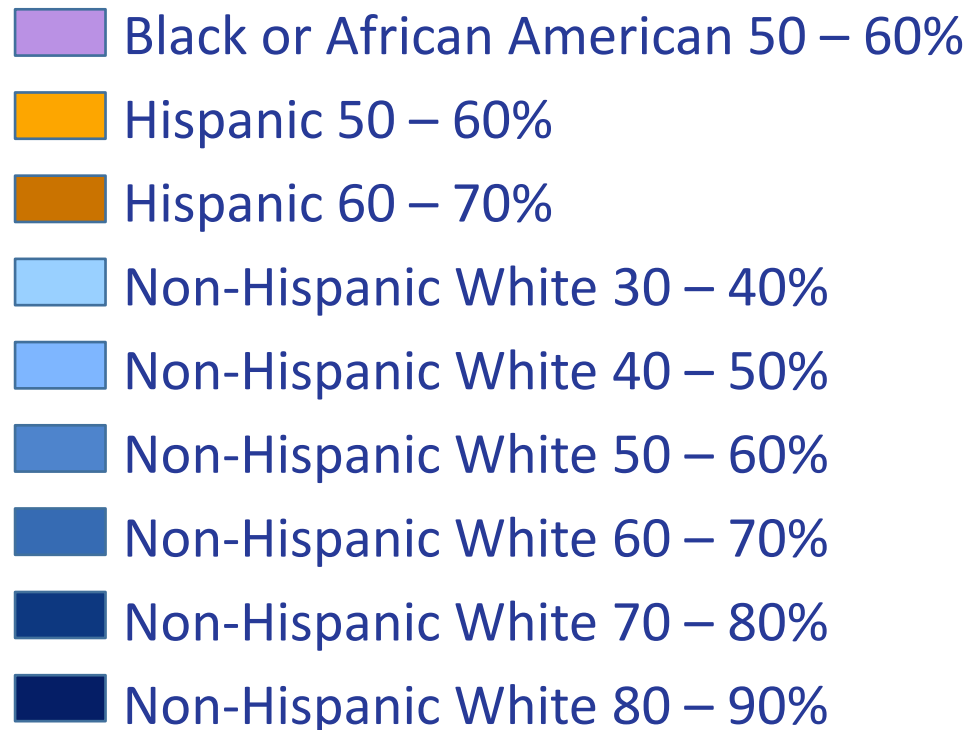 Black or African American 50 – 60%
Hispanic 50 – 60%
Hispanic 60 – 70%
Non-Hispanic White 30 – 40%
Non-Hispanic White 40 – 50%
Non-Hispanic White 50 – 60%
Non-Hispanic White 60 – 70%
Non-Hispanic White 70 – 80%
Non-Hispanic White 80 – 90%